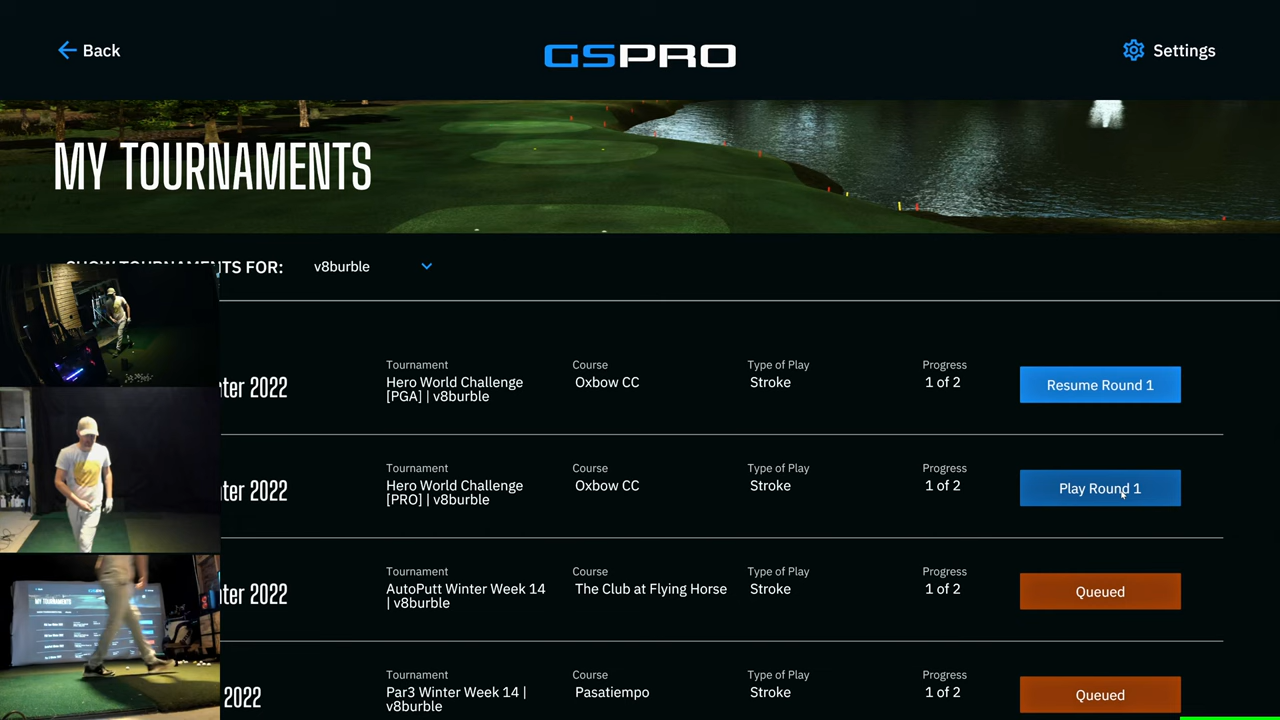 Back
GSPRO
Settings
MY TOURNAMENTS
TS FOR:
v8burble
ter 2022
Tournament
Hero World Challenge
[PGA] | v8burble
Course
Oxbow CC
Type of Play
Stroke
Progress
1 of 2
Resume Round 1
ter 2022
Tournament
Hero World Challenge
[PRO] | v8burble
Course
Oxbow CC
Type of Play
Stroke
Progress
1 of 2
Play Round 1
ter 2022
Tournament
AutoPutt Winter Week 14
| v8burble
Course
The Club at Flying Horse
Type of Play
Stroke
Progress
1 of 2
Queued
2022
Tournament
Par3 Winter Week 14 |
v8burble
Course
Pasatiempo
Type of Play
Stroke
Progress
1 of 2
Queued
MY TOURNAMENTS